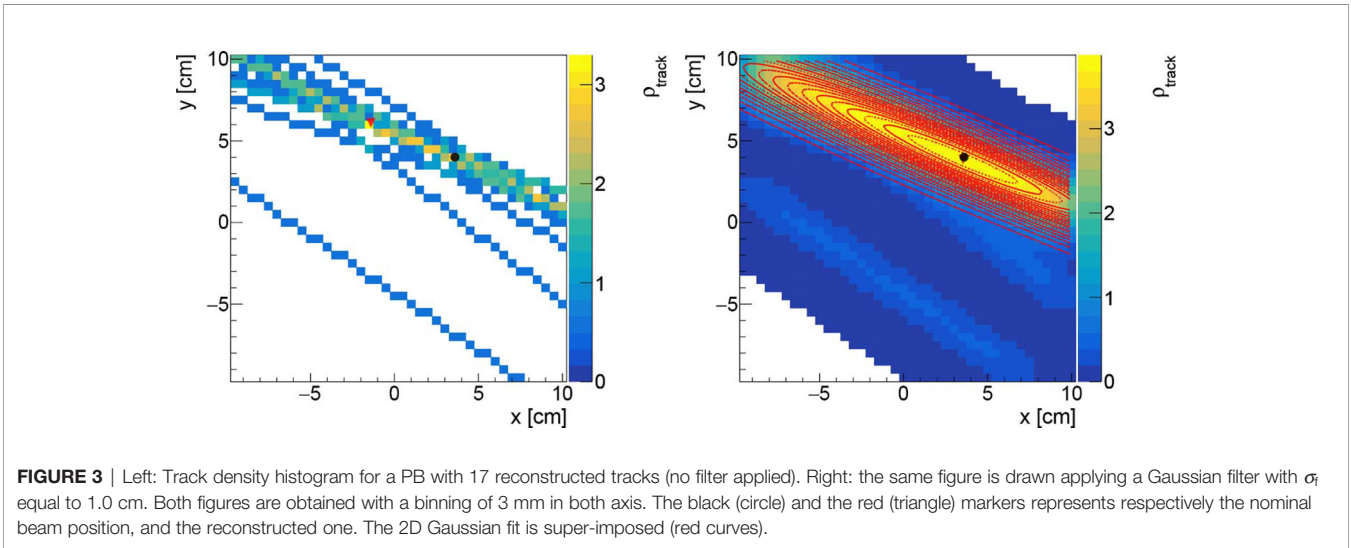 10
5
0
−5
y [cm]
−5
0
5
10
x [cm]
3
2
1
0
ρtrack
10
5
0
−5
y [cm]
−5
0
5
10
x [cm]
3
2
1
0
ρtrack
FIGURE 3 | Left: Track density histogram for a PB with 17 reconstructed tracks (no filter applied). Right: the same figure is drawn applying a Gaussian filter with σf
equal to 1.0 cm. Both figures are obtained with a binning of 3 mm in both axis. The black (circle) and the red (triangle) markers represents respectively the nominal
beam position, and the reconstructed one. The 2D Gaussian fit is super-imposed (red curves).